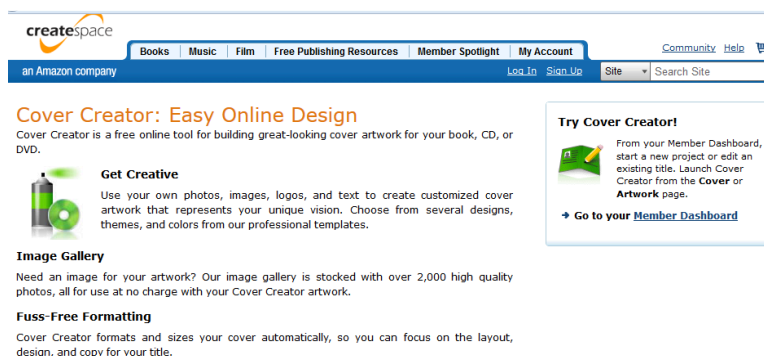 createspace
Books Music Film Free Publishing Resources Member Spotlight My Account
Community Help
an Amazon company
Log In Sign Up
Site Search Site
Cover Creator: Easy Online Design
Cover Creator is a free online tool for building great-looking cover artwork for your book, CD, or
DVD.
Get Creative
Use your own photos, images, logos, and text to create customized cover
artwork that represents your unique vision. Choose from several designs,
themes, and colors from our professional templates.
Image Gallery
Need an image for your artwork? Our image gallery is stocked with over 2,000 high quality
photos, all for use at no charge with your Cover Creator artwork.
Fuss-Free Formatting
Cover Creator formats and sizes your cover automatically, so you can focus on the layout,
design, and copy for your title.
Try Cover Creator!
From your Member Dashboard,
start a new project or edit an
existing title. Launch Cover
Creator from the Cover or
Artwork page.
Go to your Member Dashboard